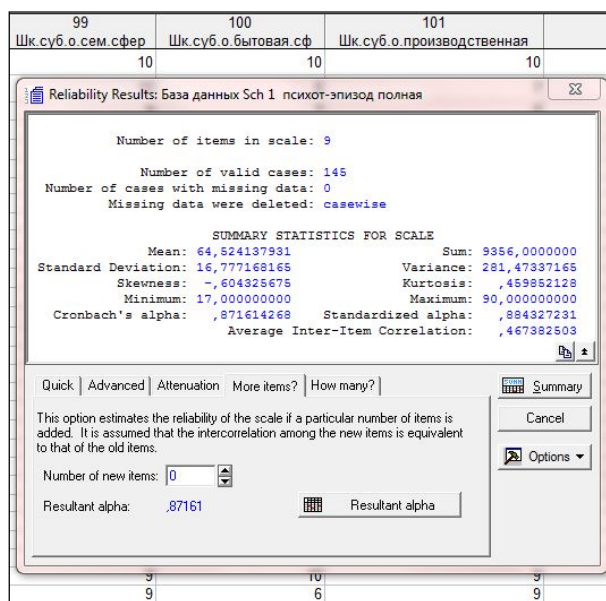 99 100 101
Шк.суб.о.сем.сфер Шк.суб.о.бытовая.сф Шк.суб.о.производственная
10 10 10
Reliability Results: База данных Sch 1 психот-эпизод полная
Number of items in scale: 9
Number of valid cases: 145
Number of cases with missing data: 0
Missing data were deleted: casewise
SUMMARY STATISTICS FOR SCALE
Mean: 64,524137931 Sum: 9356,0000000
Standard Deviation: 16,777168165 Variance: 281,47337165
Skewness: -,604325675 Kurtosis: ,459852128
Minimum: 17,000000000 Maximum: 90,000000000
Cronbach's alpha: ,871614268 Standardized alpha: ,884327231
Average Inter-Item Correlation: ,467382503
Quick Advanced Attenuation More items? How many?
Summary
This option estimates the reliability of the scale if a particular number of items is
added. It is assumed that the intercorrelation among the new items is equivalent
to that of the old items.
Cancel
Options
Number of new items: 0
Resultant alpha: ,87161 Resultant alpha
9 10 9
9 6 9